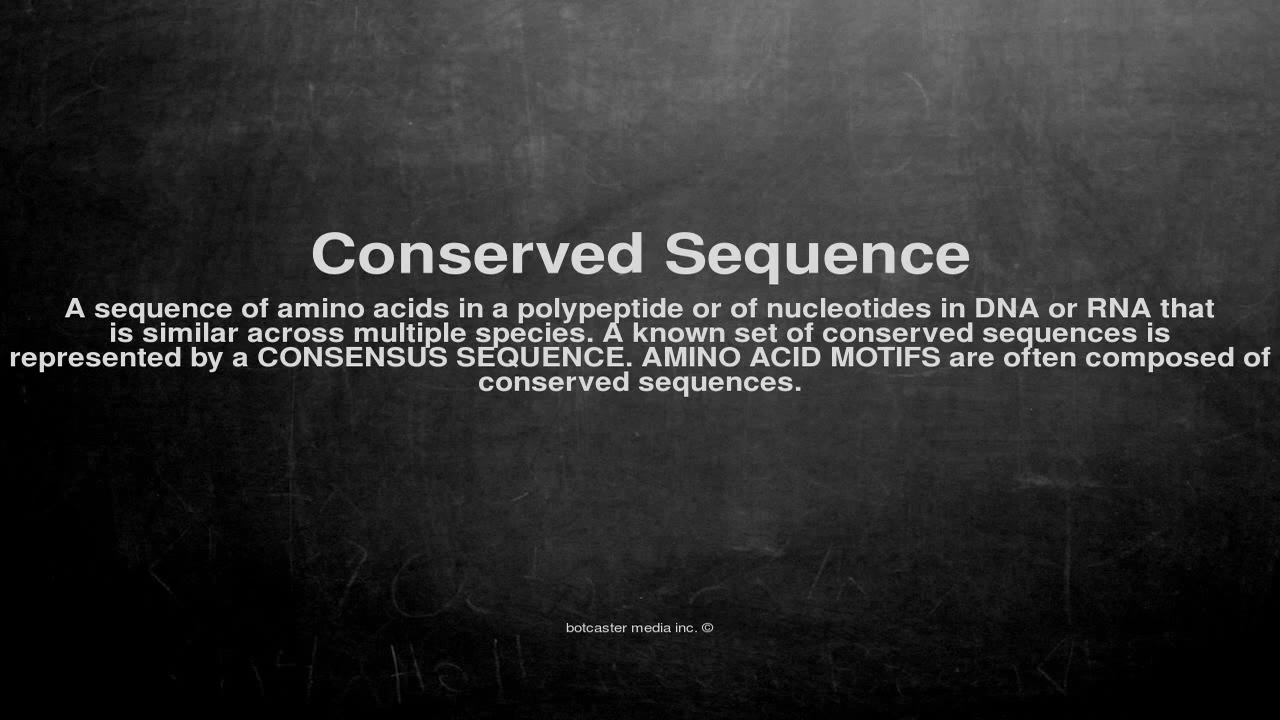 Conserved Sequence
A sequence of amino acids in a polypeptide or of nucleotides in DNA or RNA that
is similar across multiple species. A known set of conserved sequences is
represented by a CONSENSUS SEQUENCE. AMINO ACID MOTIFS are often composed of
conserved sequences.
botcaster media inc. ©